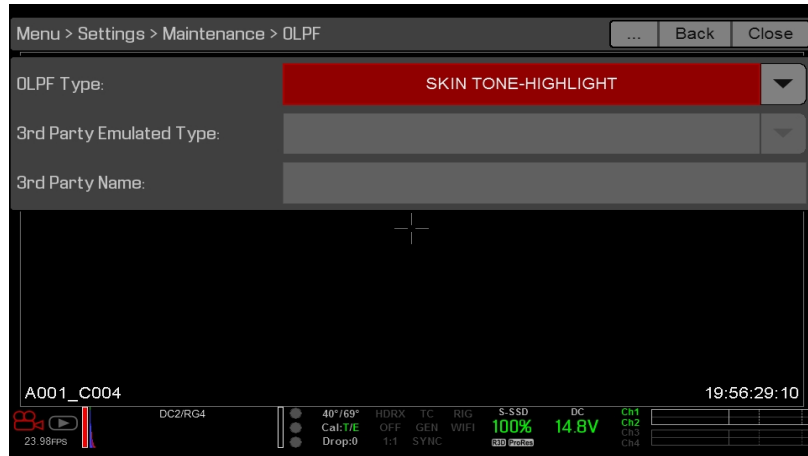 Menu > Settings > Maintenance > OLPF ... Back Close
OLPF Type: SKIN TONE-HIGHLIGHT
3rd Party Emulated Type:
3rd Party Name:
A001_C004 19:56:29:10
DC2/RG4 40°/69° HDRX TC RIG S-SSD DC Ch1
Cal:T/E OFF GEN WIFI 100% 14.8V Ch2
23.98FPS Drop:0 1:1 SYNC R3D ProRes Ch3
Ch4